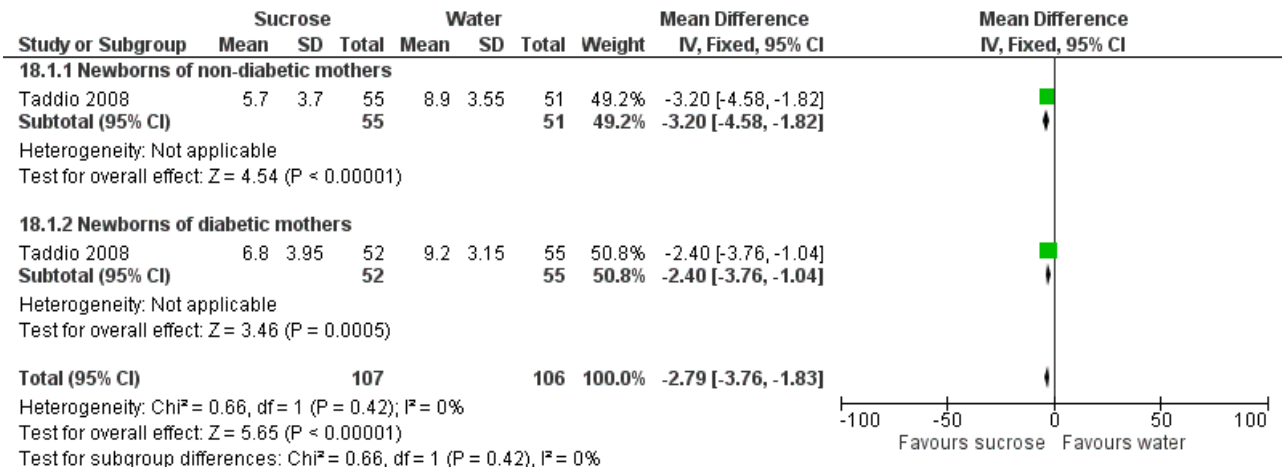 Sucrose Water Mean Difference Mean Difference
Study or Subgroup Mean SD Total Mean SD Total Weight IV, Fixed, 95% CI IV, Fixed, 95% CI
18.1.1 Newborns of non-diabetic mothers
Taddio 2008 5.7 3.7 55 8.9 3.55 51 49.2% -3.20 [-4.58, -1.82]
Subtotal (95% CI) 55 51 49.2% -3.20 [-4.58, -1.82]
Heterogeneity: Not applicable
Test for overall effect: Z = 4.54 (P < 0.00001)
18.1.2 Newborns of diabetic mothers
Taddio 2008 6.8 3.95 52 9.2 3.15 55 50.8% -2.40 [-3.76, -1.04]
Subtotal (95% CI) 52 55 50.8% -2.40 [-3.76, -1.04]
Heterogeneity: Not applicable
Test for overall effect: Z = 3.46 (P = 0.0005)
Total (95% CI) 107 106 100.0% -2.79 [-3.76, -1.83]
Heterogeneity: Chi² = 0.66, df = 1 (P = 0.42); I² = 0%
Test for overall effect: Z = 5.65 (P < 0.00001)
Test for subgroup differences: Chi² = 0.66, df = 1 (P = 0.42), I² = 0%
-100 -50 0 50 100
Favours sucrose Favours water